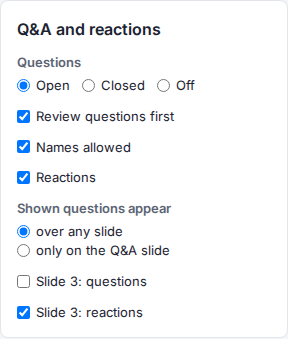 Q&A and reactions
Questions
Open Closed Off
Review questions first
Names allowed
Reactions
Shown questions appear
over any slide
only on the Q&A slide
Slide 3: questions
Slide 3: reactions